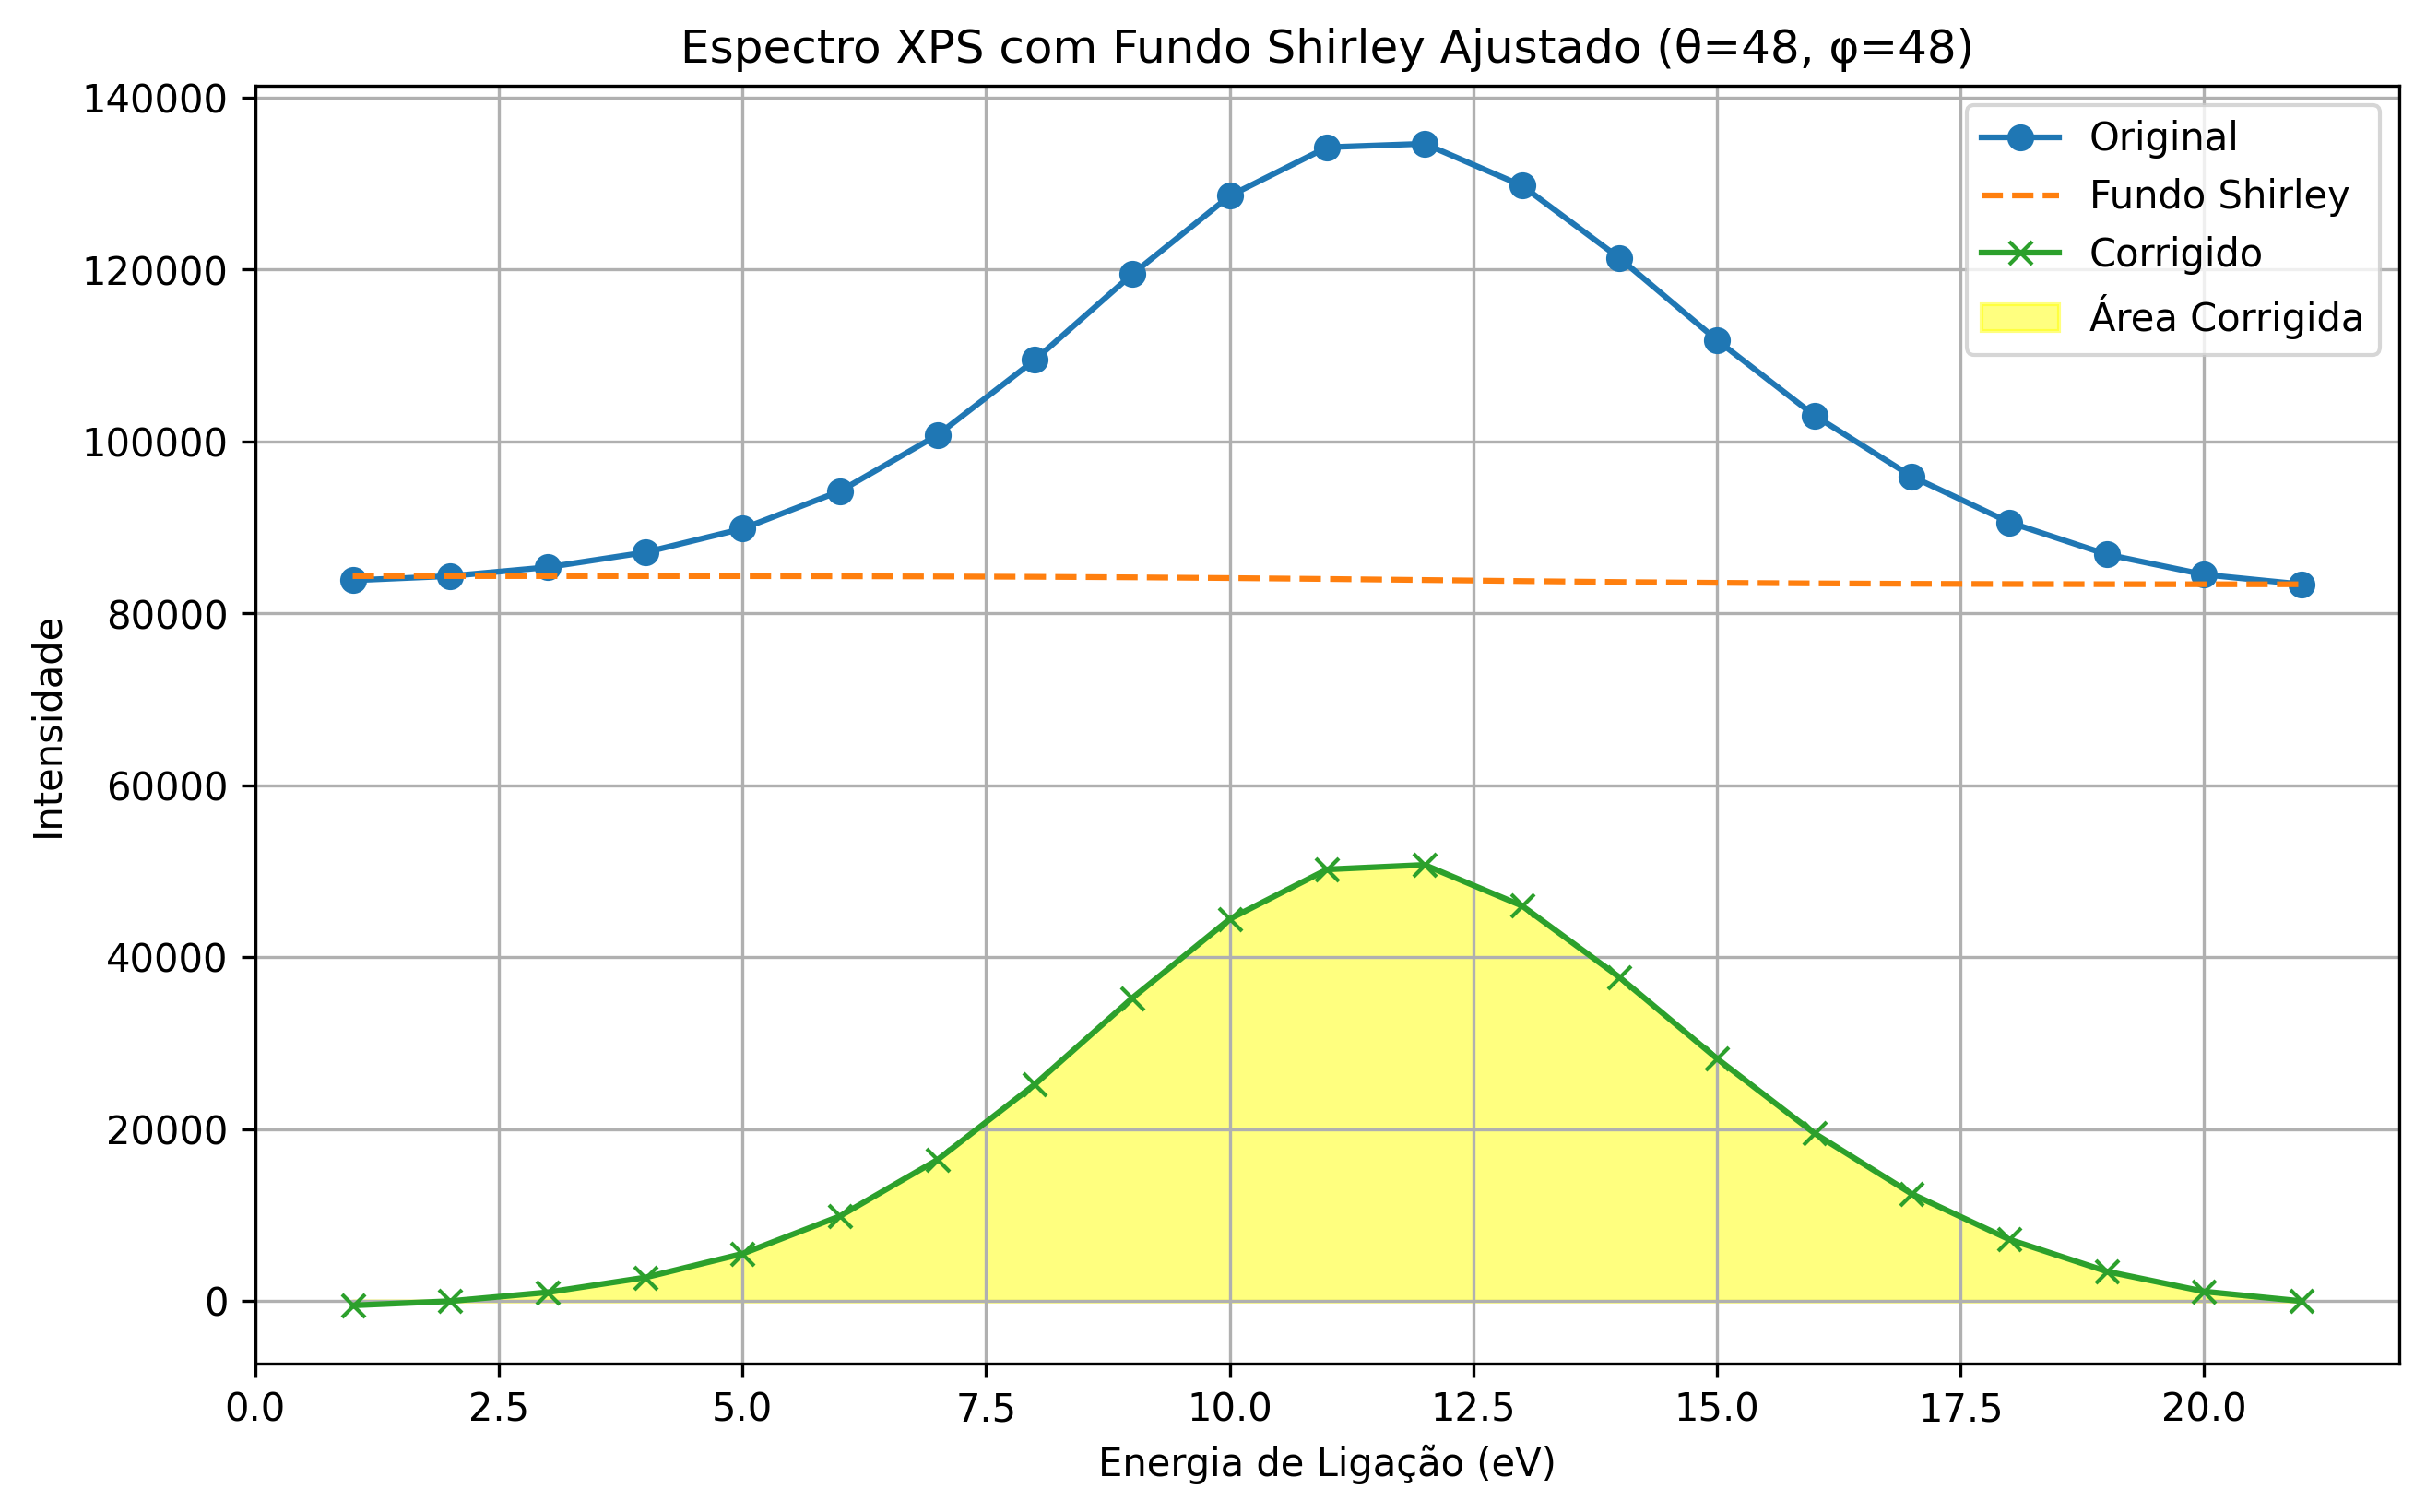 Espectro XPS com Fundo Shirley Ajustado (θ=48, φ=48)
140000
120000
100000
80000
60000
40000
20000
0
Intensidade
Original
Fundo Shirley
Corrigido
Área Corrigida
0.0 2.5 5.0 7.5 10.0 12.5 15.0 17.5 20.0
Energia de Ligação (eV)